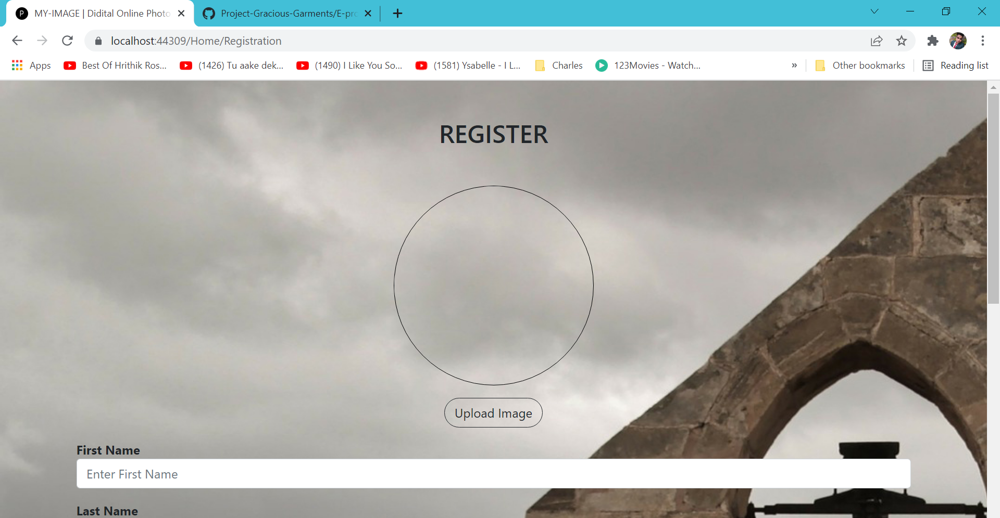 P MY-IMAGE | Didital Online Photo
Project-Gracious-Garments/E-pro
localhost:44309/Home/Registration
Apps Best Of Hrithik Ros... (1426) Tu aake dek... (1490) I Like You So... (1581) Ysabelle - I L... Charles 123Movies - Watch... » Other bookmarks Reading list
REGISTER
Upload Image
First Name
Enter First Name
Last Name